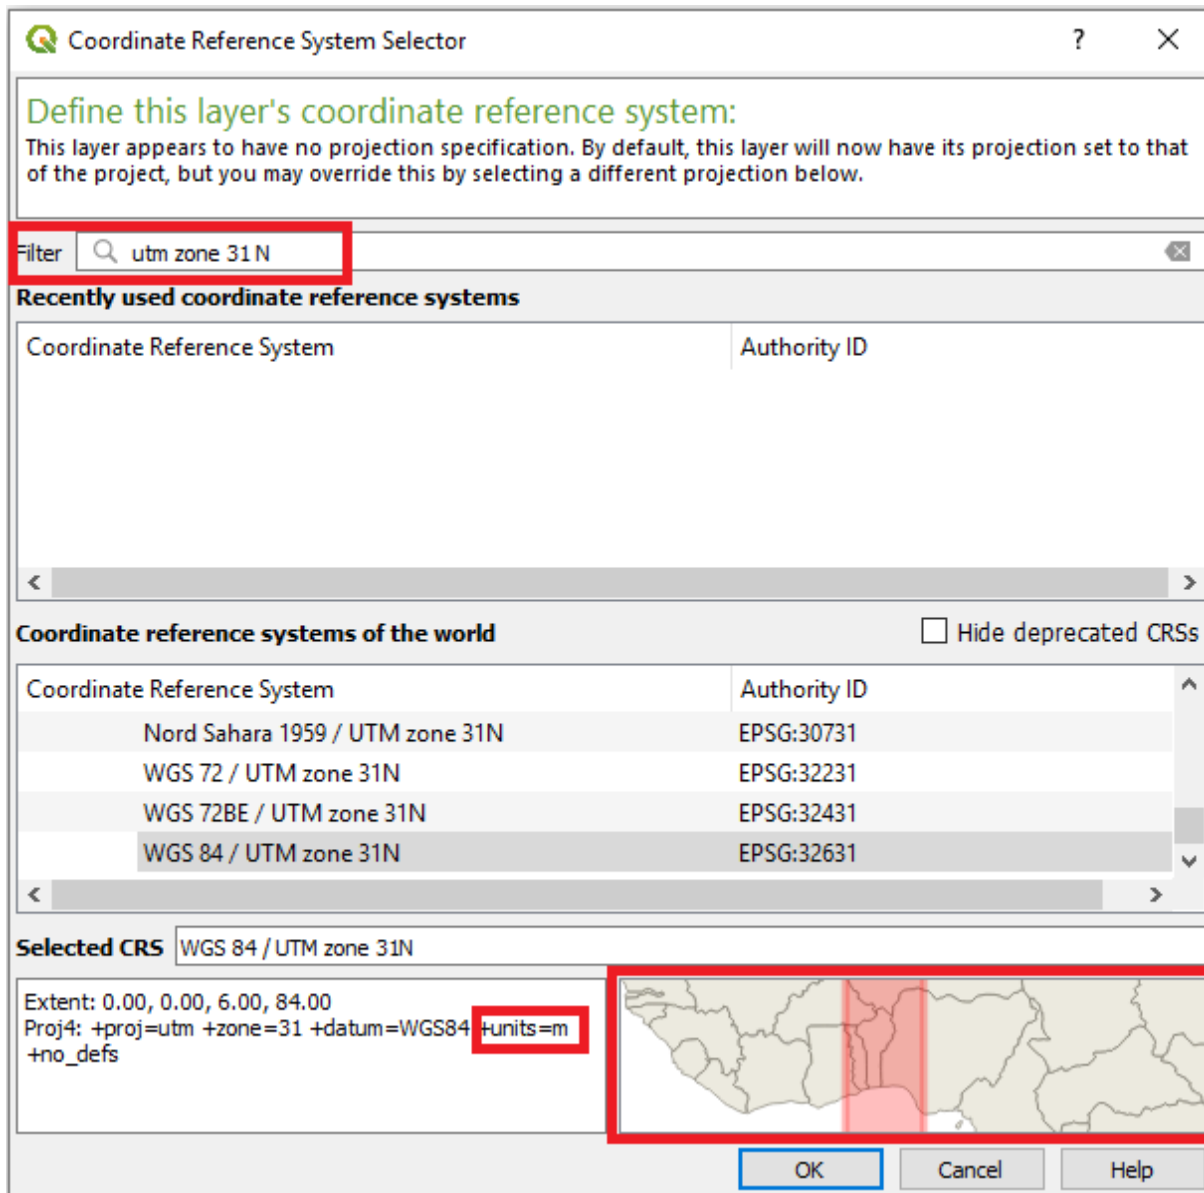 Coordinate Reference System Selector ?
Define this layer's coordinate reference system:
This layer appears to have no projection specification. By default, this layer will now have its projection set to that
of the project, but you may override this by selecting a different projection below.
Filter utm zone 31 N
Recently used coordinate reference systems
Coordinate Reference System Authority ID
Coordinate reference systems of the world Hide deprecated CRSs
Coordinate Reference System Authority ID
Nord Sahara 1959 / UTM zone 31N EPSG:30731
WGS 72 / UTM zone 31N EPSG:32231
WGS 72BE / UTM zone 31N EPSG:32431
WGS 84 / UTM zone 31N EPSG:32631
Selected CRS WGS 84 / UTM zone 31N
Extent: 0.00, 0.00, 6.00, 84.00
Proj4: +proj=utm +zone=31 +datum=WGS84 +units=m
+no_defs
OK Cancel Help